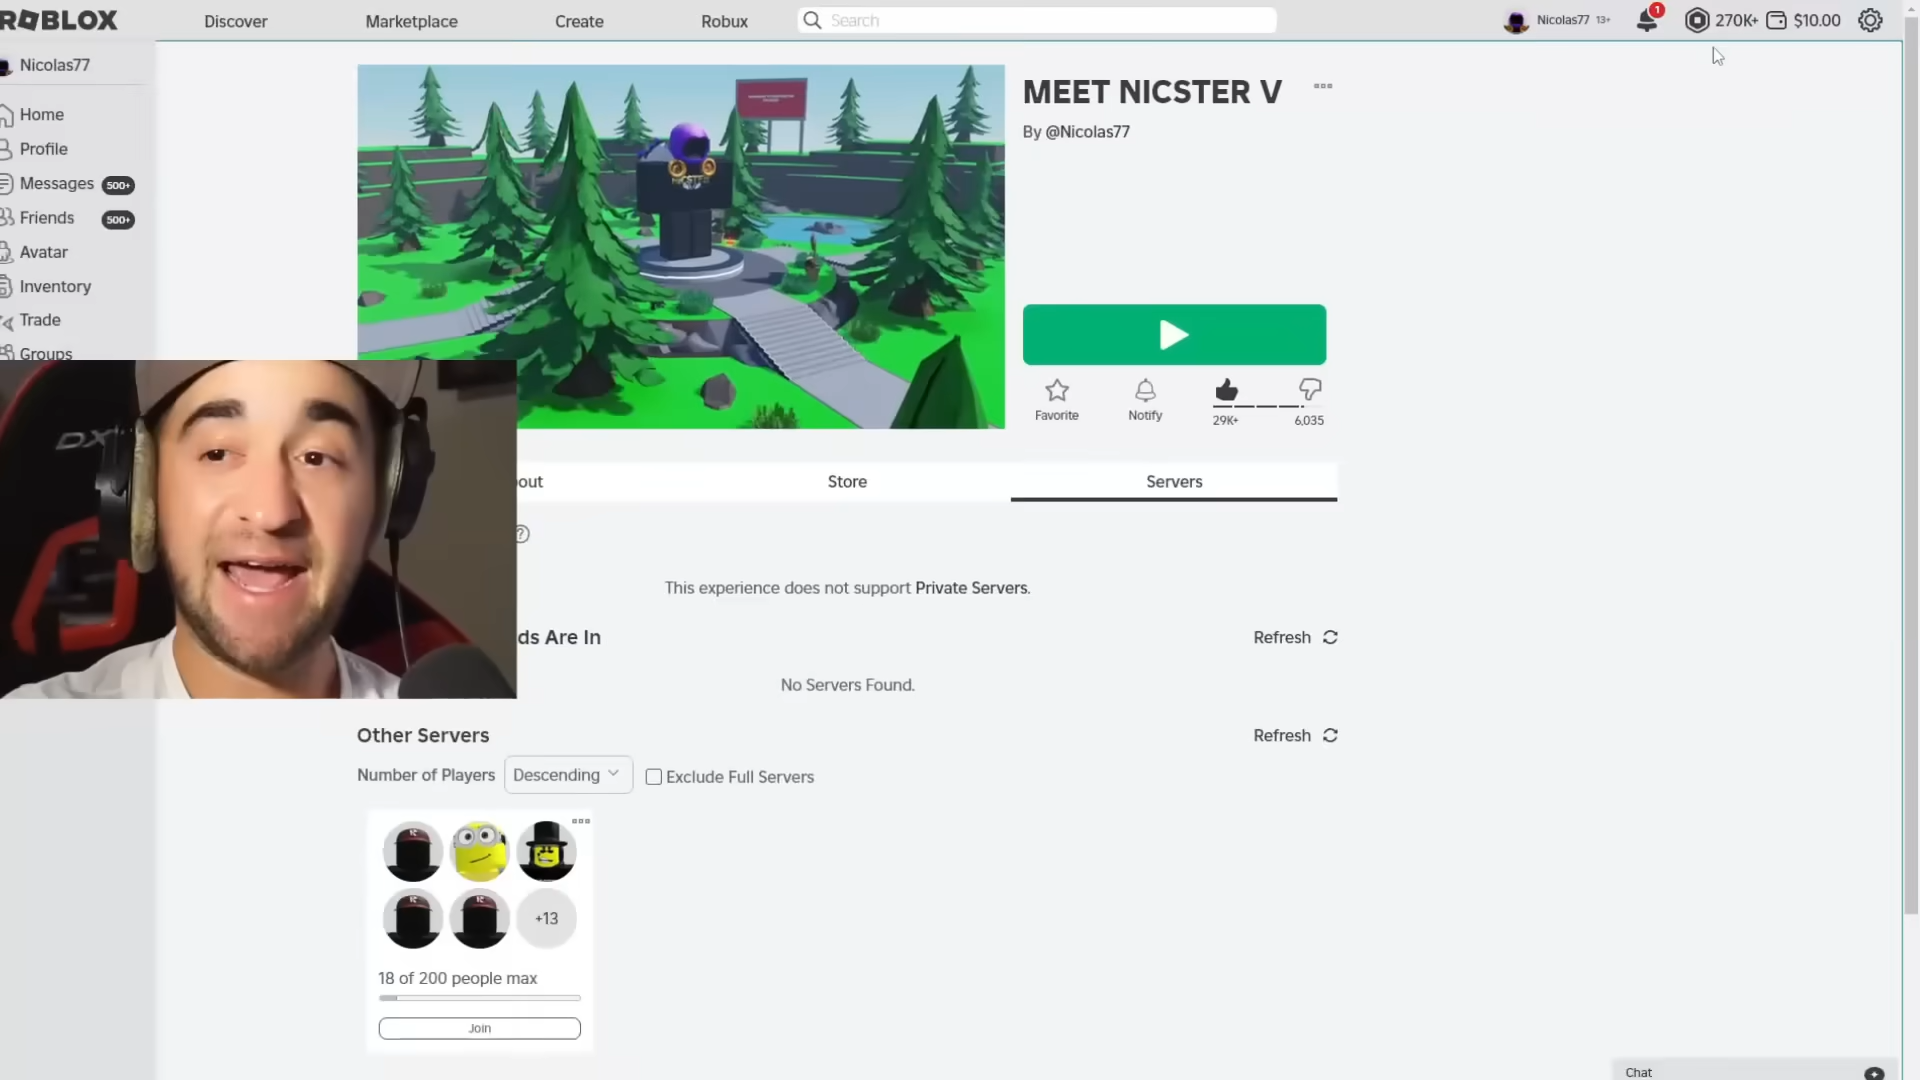 ROBLOX
Discover
Marketplace
Create
Robux
Search
Nicolas77 13+
1
270K+
$10.00
Nicolas77
Home
Profile
Messages 500+
Friends 500+
Avatar
Inventory
Trade
Groups
NICSTER
MEET NICSTER V
By @Nicolas77
Favorite
Notify
29K+
6,035
DX
out
Store
Servers
This experience does not support Private Servers.
ds Are In
Refresh
No Servers Found.
Other Servers
Refresh
Number of Players
Descending
Exclude Full Servers
+13
18 of 200 people max
Join
Chat